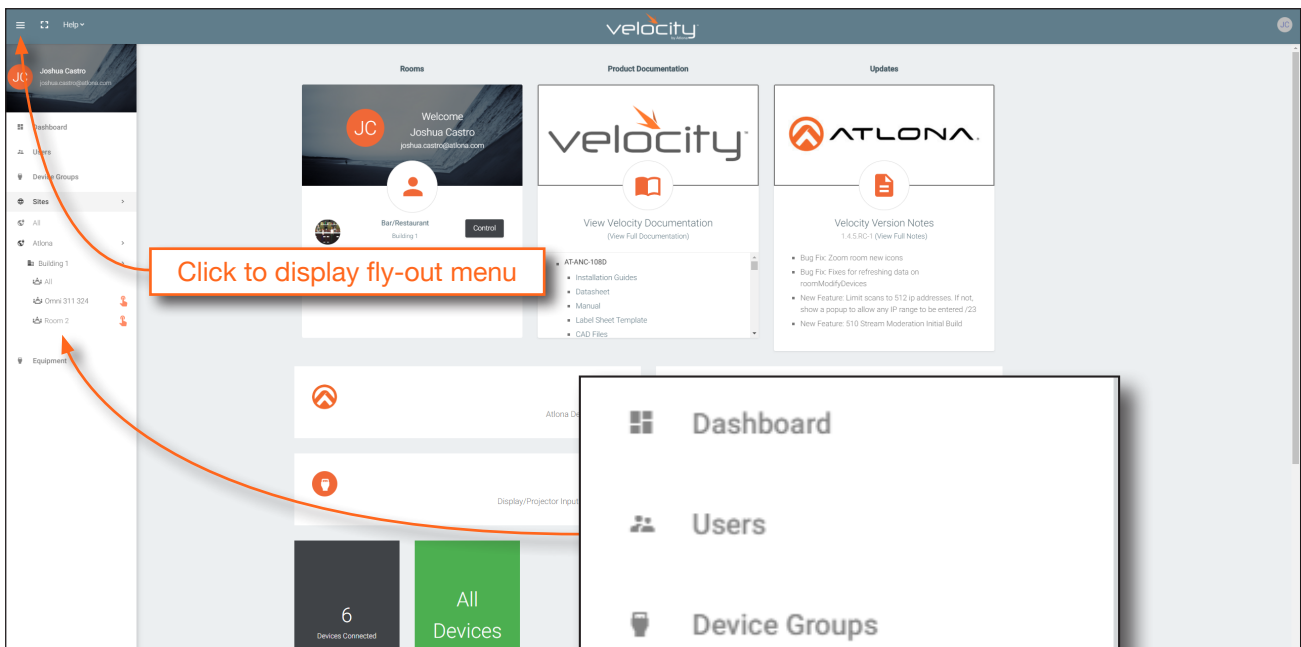 Help
velocity
by Atlona
JC
JC
Joshua Castro
joshua.castro@atlona.com
Dashboard
Users
Device Groups
Sites
All
Atlona
Building 1
All
Omni 311 324
Room 2
Equipment
Click to display fly-out menu
Rooms
JC
Welcome
Joshua Castro
joshua.castro@atlona.com
Bar/Restaurant
Building 1
Control
Product Documentation
velocity
View Velocity Documentation
(View Full Documentation)
AT-ANC-108D
Installation Guides
Datasheet
Manual
Label Sheet Template
CAD Files
Updates
ATLONA.
Velocity Version Notes
1.4.5.RC-1 (View Full Notes)
Bug Fix: Zoom room new icons
Bug Fix: Fixes for refreshing data on
roomModifyDevices
New Feature: Limit scans to 512 ip addresses. If not,
show a popup to allow any IP range to be entered /23
New Feature: 510 Stream Moderation Initial Build
Atlona De
Display/Projector Input
6
Devices Connected
All
Devices
Dashboard
Users
Device Groups